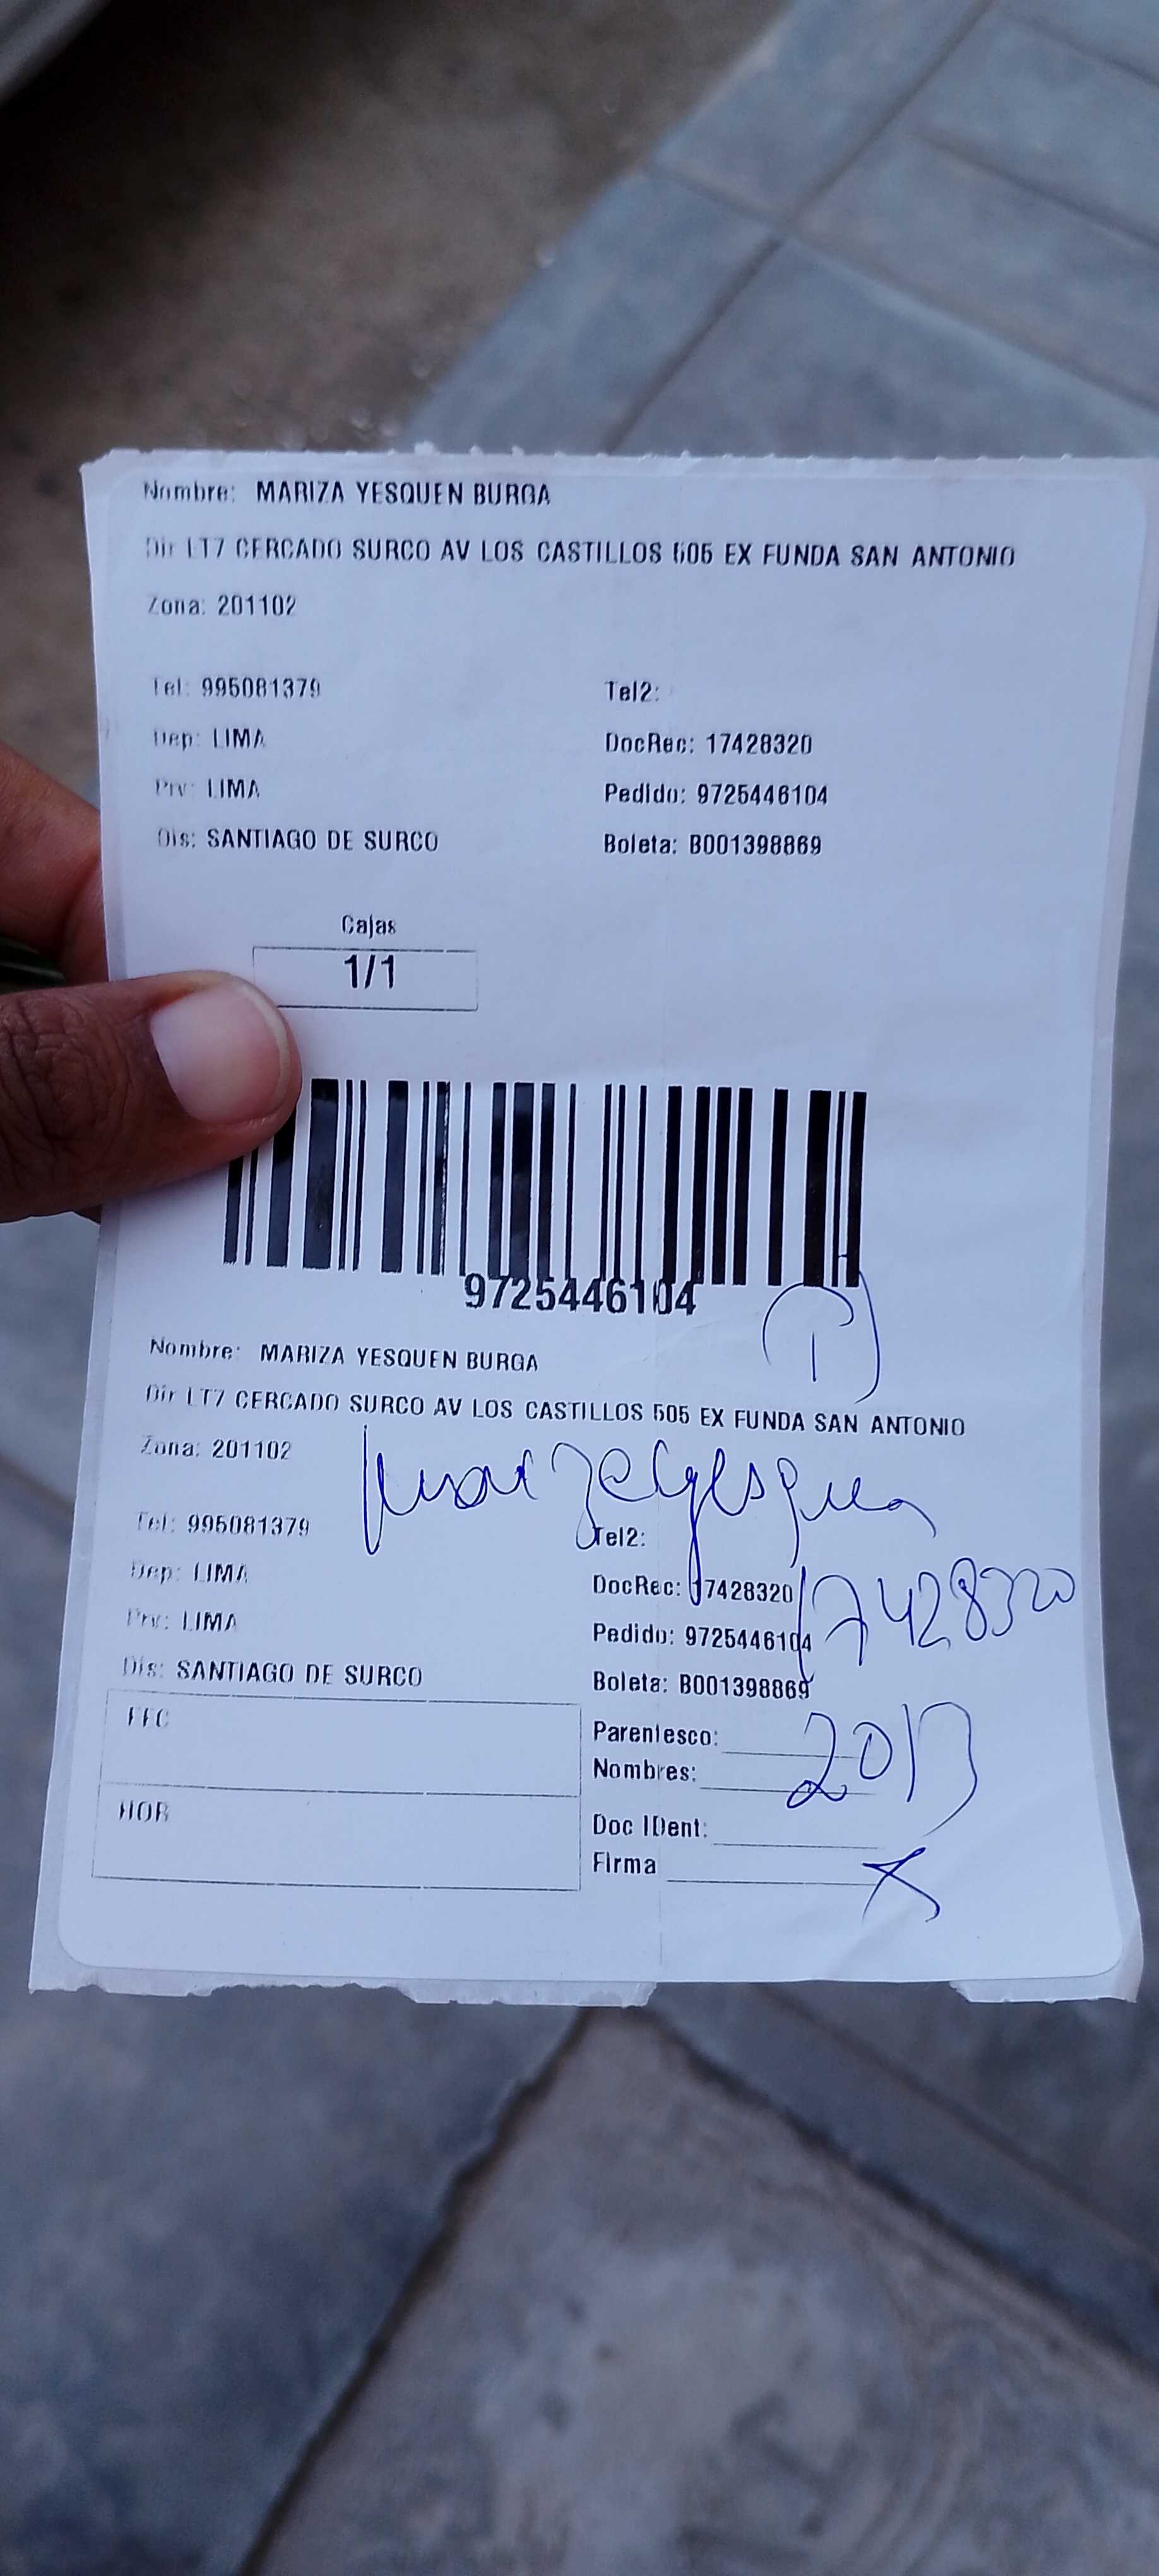 Nombre: MARIZA YESQUEN BURGA
Dir LT7 CERCADO SURCO AV LOS CASTILLOS 505 EX FUNDA SAN ANTONIO
Zona: 201102
Tel: 995081379 Tel2:
Dep: LIMA DocRec: 17428320
Prv: LIMA Pedido: 9725446104
Dis: SANTIAGO DE SURCO Boleta: B001398869
Cajas
1/1
9725446104
Nombre: MARIZA YESQUEN BURGA
Dir LT7 CERCADO SURCO AV LOS CASTILLOS 505 EX FUNDA SAN ANTONIO
Zona: 201102
Tel: 995081379 Tel2:
Dep: LIMA DocRec: 17428320 17428320
Prv: LIMA Pedido: 9725446104
Dis: SANTIAGO DE SURCO Boleta: B001398869
Parentesco:
Nombres:
HOR
Doc IDent:
Firma